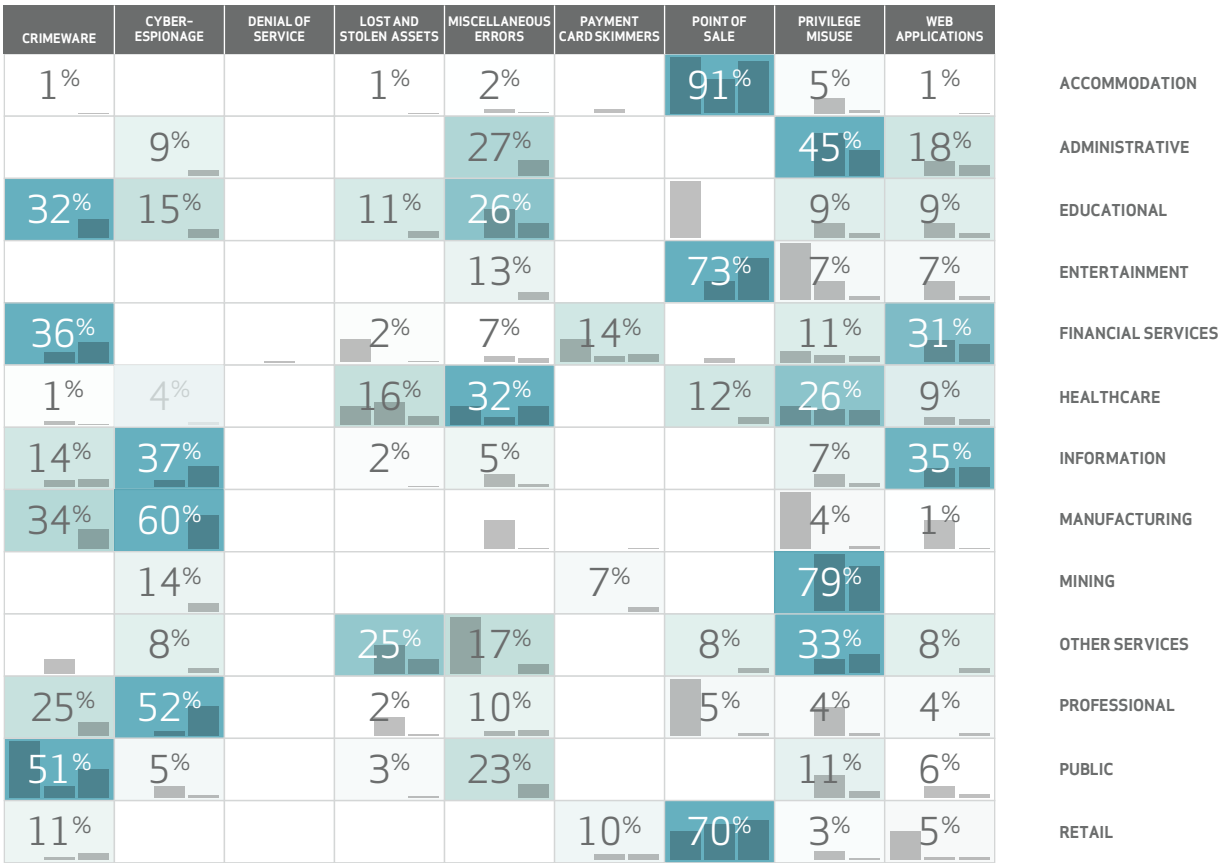 CRIMEWARE
CYBER-
ESPIONAGE
DENIAL OF
SERVICE
LOST AND
STOLEN ASSETS
MISCELLANEOUS
ERRORS
PAYMENT
CARD SKIMMERS
POINT OF
SALE
PRIVILEGE
MISUSE
WEB
APPLICATIONS
1% 1% 2% 91% 5% 1% ACCOMMODATION
9% 27% 45% 18% ADMINISTRATIVE
32% 15% 11% 26% 9% 9% EDUCATIONAL
13% 73% 7% 7% ENTERTAINMENT
36% 2% 7% 14% 11% 31% FINANCIAL SERVICES
1% 4% 16% 32% 12% 26% 9% HEALTHCARE
14% 37% 2% 5% 7% 35% INFORMATION
34% 60% 4% 1% MANUFACTURING
14% 7% 79% MINING
8% 25% 17% 8% 33% 8% OTHER SERVICES
25% 52% 2% 10% 5% 4% 4% PROFESSIONAL
51% 5% 3% 23% 11% 6% PUBLIC
11% 10% 70% 3% 5% RETAIL